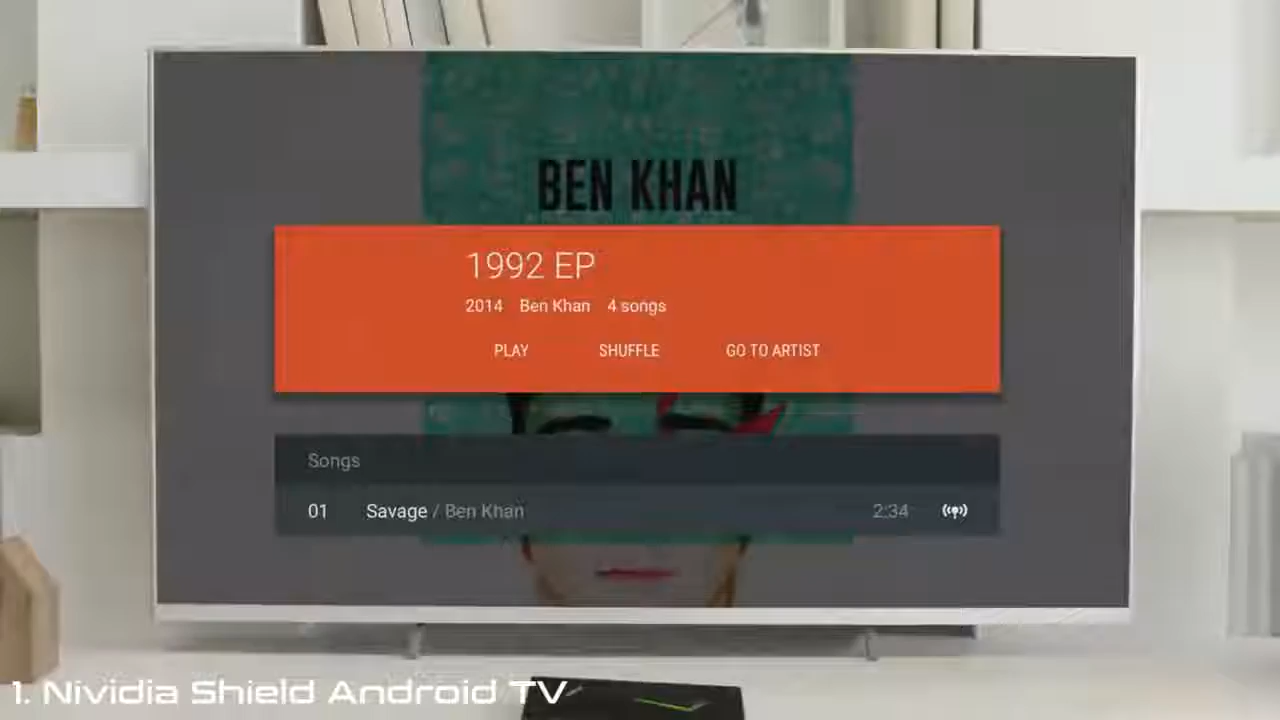 BEN KHAN
1992 EP
2014 Ben Khan 4 songs
PLAY SHUFFLE GO TO ARTIST
Songs
01 Savage / Ben Khan 2:34
1. Nividia Shield Android TV